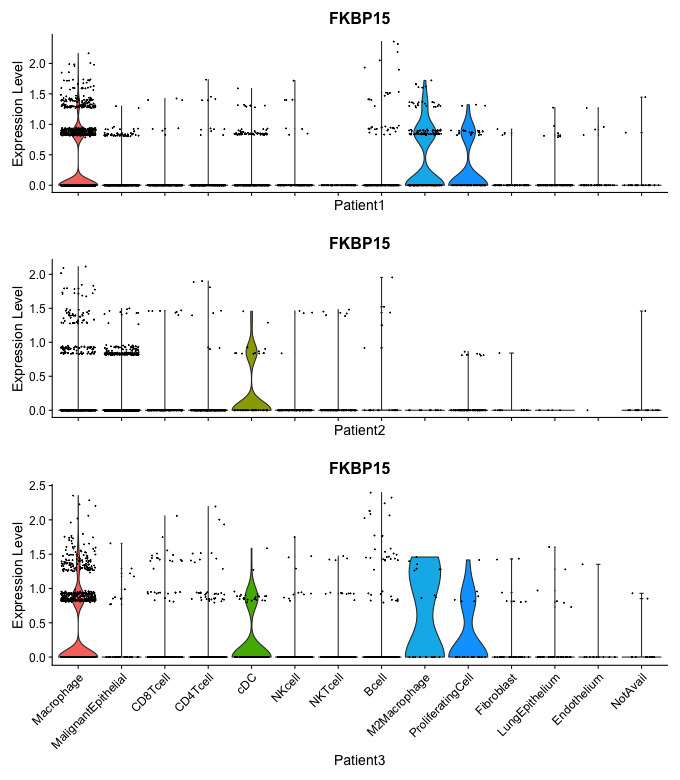 FKBP15
Expression Level
2.0
1.5
1.0
0.5
0.0
Patient1
FKBP15
Expression Level
2.0
1.5
1.0
0.5
0.0
Patient2
FKBP15
Expression Level
2.5
2.0
1.5
1.0
0.5
0.0
Macrophage
MalignantEpithelial
CD8Tcell
CD4Tcell
cDC
NKcell
NKTcell
Bcell
M2Macrophage
ProliferatingCell
Fibroblast
LungEpithelium
Endothelium
NotAvail
Patient3